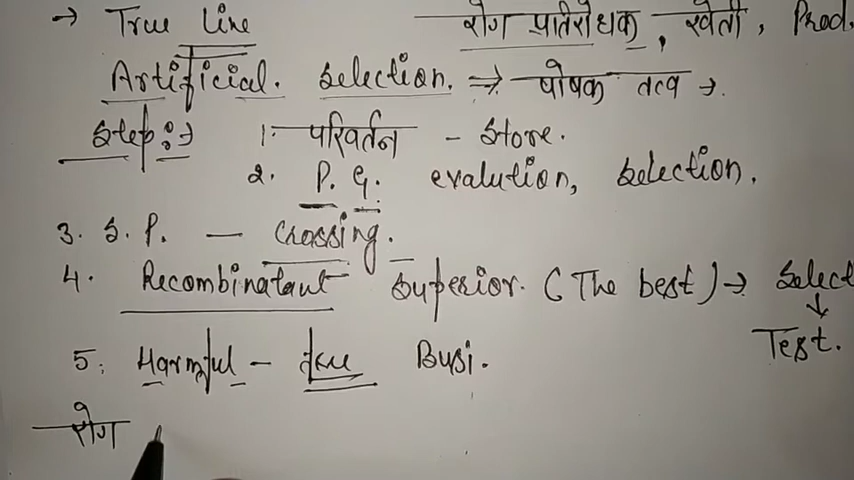 → True line रोग प्रतिरोधक, खेती, Prod.
Artificial. Selection. ⇒ पोषक तत्व →
Step:→ 1. परिवर्तन - Store.
2. P. G. evalution, Selection.
3. S. P. — Crossing.
4. Recombinatant Superior. (The best) → Select
↓
Test.
5. Harmful - Busi.
रोग